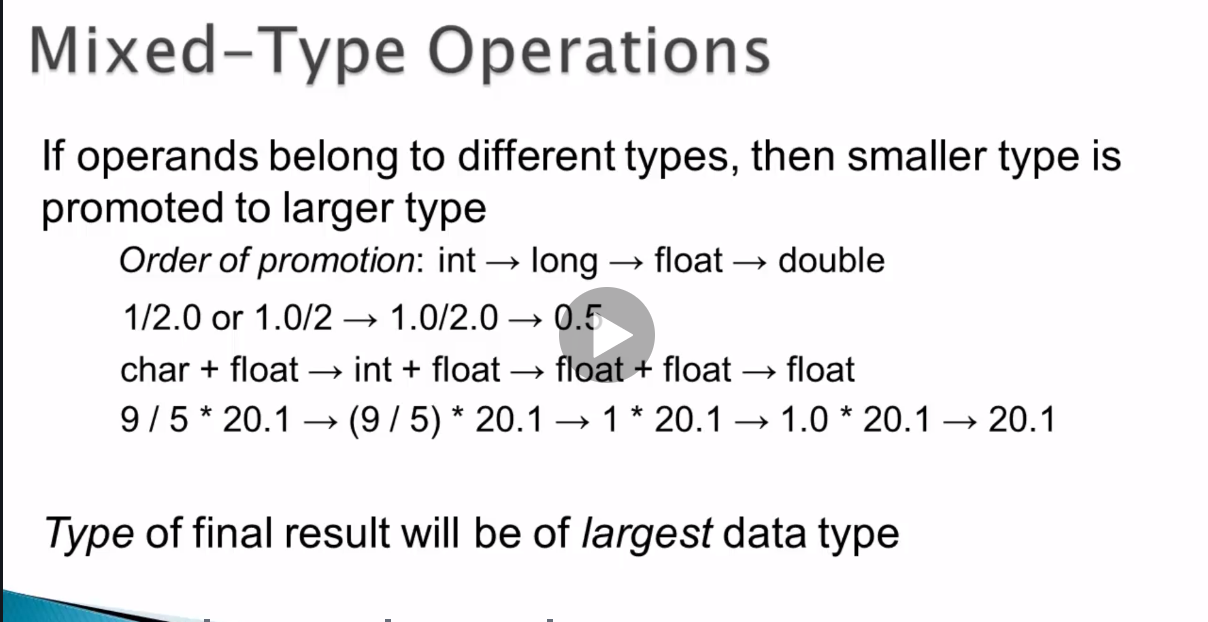 Mixed-Type Operations
If operands belong to different types, then smaller type is
promoted to larger type
Order of promotion: int → long → float → double
1/2.0 or 1.0/2 → 1.0/2.0 → 0.5
char + float → int + float → float + float → float
9 / 5 * 20.1 → (9 / 5) * 20.1 → 1 * 20.1 → 1.0 * 20.1 → 20.1
Type of final result will be of largest data type